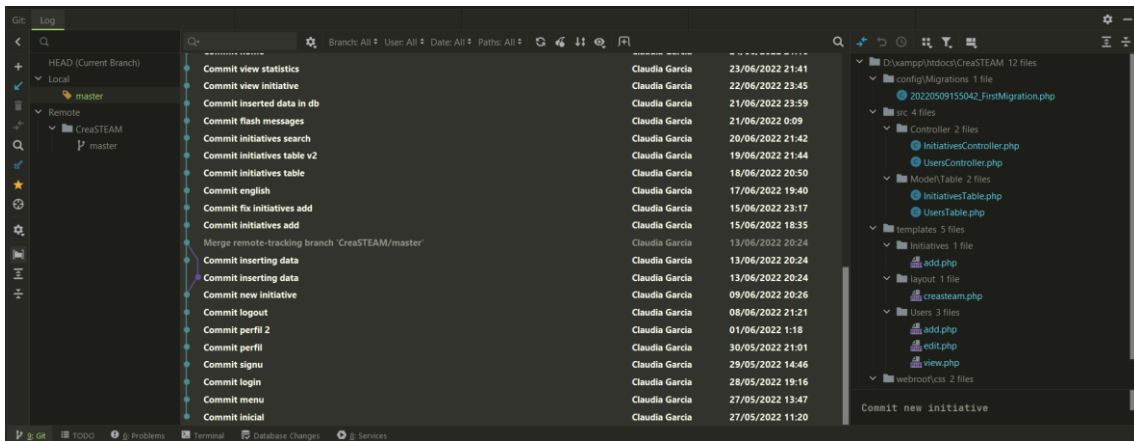 Git: Log
Branch: All User: All Date: All Paths: All
HEAD (Current Branch)
Local
master
Remote
CreaSTEAM
master
Commit view statistics Claudia Garcia 23/06/2022 21:41
Commit view initiative Claudia Garcia 22/06/2022 23:45
Commit inserted data in db Claudia Garcia 21/06/2022 23:59
Commit flash messages Claudia Garcia 21/06/2022 0:09
Commit initiatives search Claudia Garcia 20/06/2022 21:42
Commit initiatives table v2 Claudia Garcia 19/06/2022 21:44
Commit initiatives table Claudia Garcia 18/06/2022 20:50
Commit english Claudia Garcia 17/06/2022 19:40
Commit fix initiatives add Claudia Garcia 15/06/2022 23:17
Commit initiatives add Claudia Garcia 15/06/2022 18:35
Merge remote-tracking branch 'CreaSTEAM/master' Claudia Garcia 13/06/2022 20:24
Commit inserting data Claudia Garcia 13/06/2022 20:24
Commit inserting data Claudia Garcia 13/06/2022 20:24
Commit new initiative Claudia Garcia 09/06/2022 20:26
Commit logout Claudia Garcia 08/06/2022 21:21
Commit perfil 2 Claudia Garcia 01/06/2022 1:18
Commit perfil Claudia Garcia 30/05/2022 21:01
Commit signu Claudia Garcia 29/05/2022 14:46
Commit login Claudia Garcia 28/05/2022 19:16
Commit menu Claudia Garcia 27/05/2022 13:47
Commit inicial Claudia Garcia 27/05/2022 11:20
D:\xampp\htdocs\CreaSTEAM 12 files
config\Migrations 1 file
20220509155042_FirstMigration.php
src 4 files
Controller 2 files
InitiativesController.php
UsersController.php
Model\Table 2 files
InitiativesTable.php
UsersTable.php
templates 5 files
Initiatives 1 file
add.php
layout 1 file
creasteam.php
Users 3 files
add.php
edit.php
view.php
webroot\css 2 files
Commit new initiative
9: Git TODO 6: Problems Terminal Database Changes 8: Services